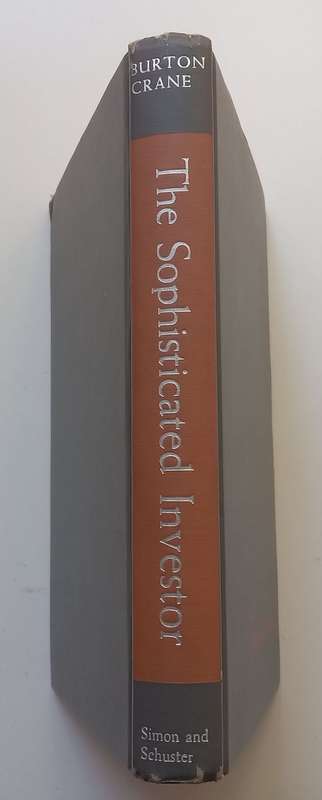 BURTON
CRANE
The Sophisticated Investor
Simon and
Schuster